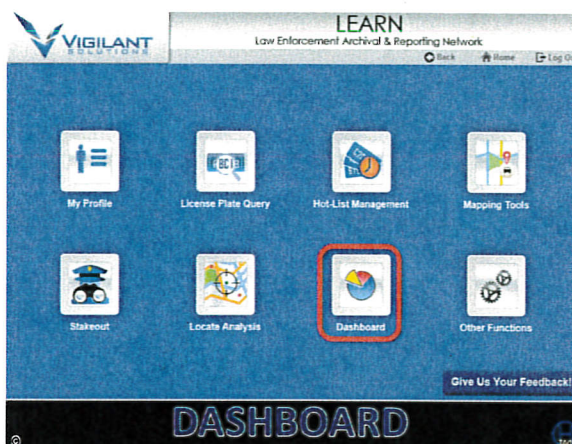 VIGILANT
SOLUTIONS
LEARN
Law Enforcement Archival & Reporting Network
Back Home Log
My Profile License Plate Query Hot-List Management Mapping Tools
Stakeout Locate Analysis Dashboard Other Functions
Give Us Your Feedback!
DASHBOARD
©